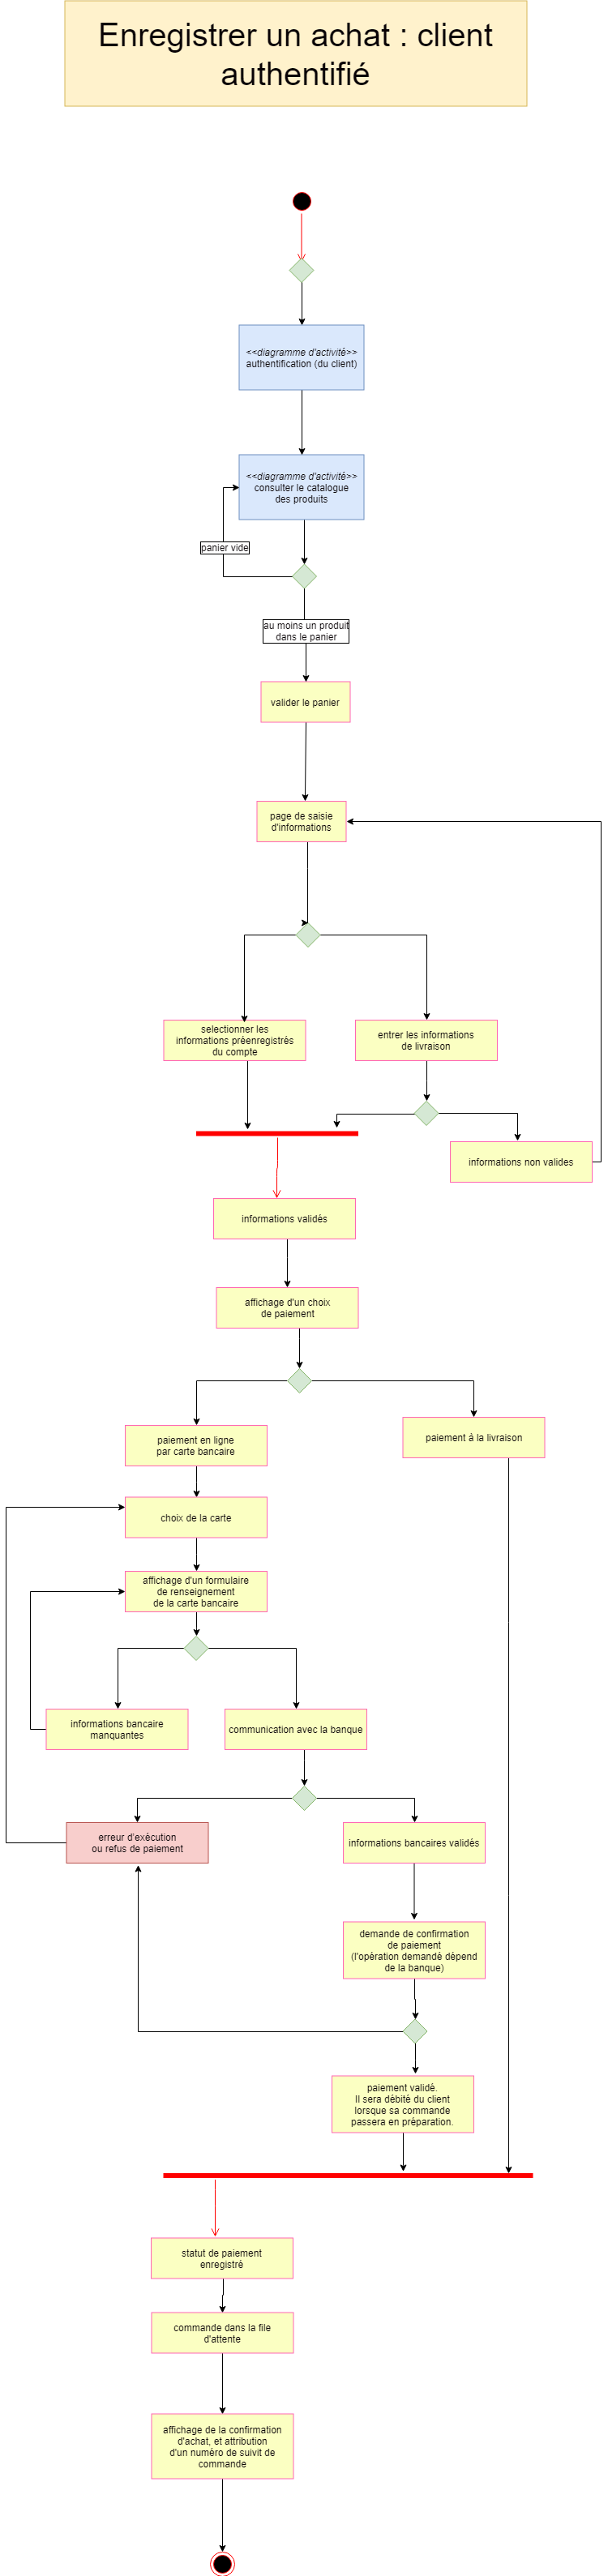 Enregistrer un achat : client
authentifié
<<diagramme d'activité>>
authentification (du client)
<<diagramme d'activité>>
consulter le catalogue
des produits
panier vide
au moins un produit
dans le panier
valider le panier
page de saisie
d'informations
selectionner les
informations préenregistrés
du compte
entrer les informations
de livraison
informations non valides
informations validés
affichage d'un choix
de paiement
paiement en ligne
par carte bancaire
paiement à la livraison
choix de la carte
affichage d'un formulaire
de renseignement
de la carte bancaire
informations bancaire
manquantes
communication avec la banque
erreur d'exécution
ou refus de paiement
informations bancaires validés
demande de confirmation
de paiement
(l'opération demandé dépend
de la banque)
paiement validé.
Il sera débité du client
lorsque sa commande
passera en préparation.
statut de paiement
enregistré
commande dans la file
d'attente
affichage de la confirmation
d'achat, et attribution
d'un numéro de suivit de
commande